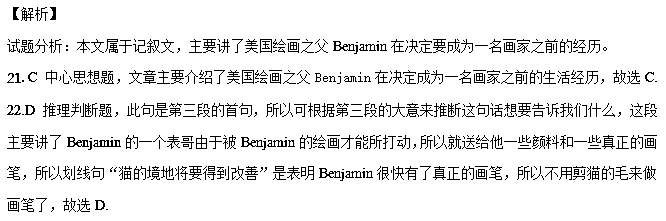 【解析】
试题分析：本文属于记叙文，主要讲了美国绘画之父 Benjamin 在决定要成为一名画家之前的经历。
21. C 中心思想题，文章主要介绍了美国绘画之父 Benjamin 在决定成为一名画家之前的生活经历，故选 C.
22.D 推理判断题，此句是第三段的首句，所以可根据第三段的大意来推断这句话想要告诉我们什么，这段
主要讲了 Benjamin 的一个表哥由于被 Benjamin 的绘画才能所打动，所以就送给他一些颜料和一些真正的画
笔，所以划线句“猫的境地将要得到改善”是表明 Benjamin 很快有了真正的画笔，所以不用剪猫的毛来做
画笔了，故选 D.